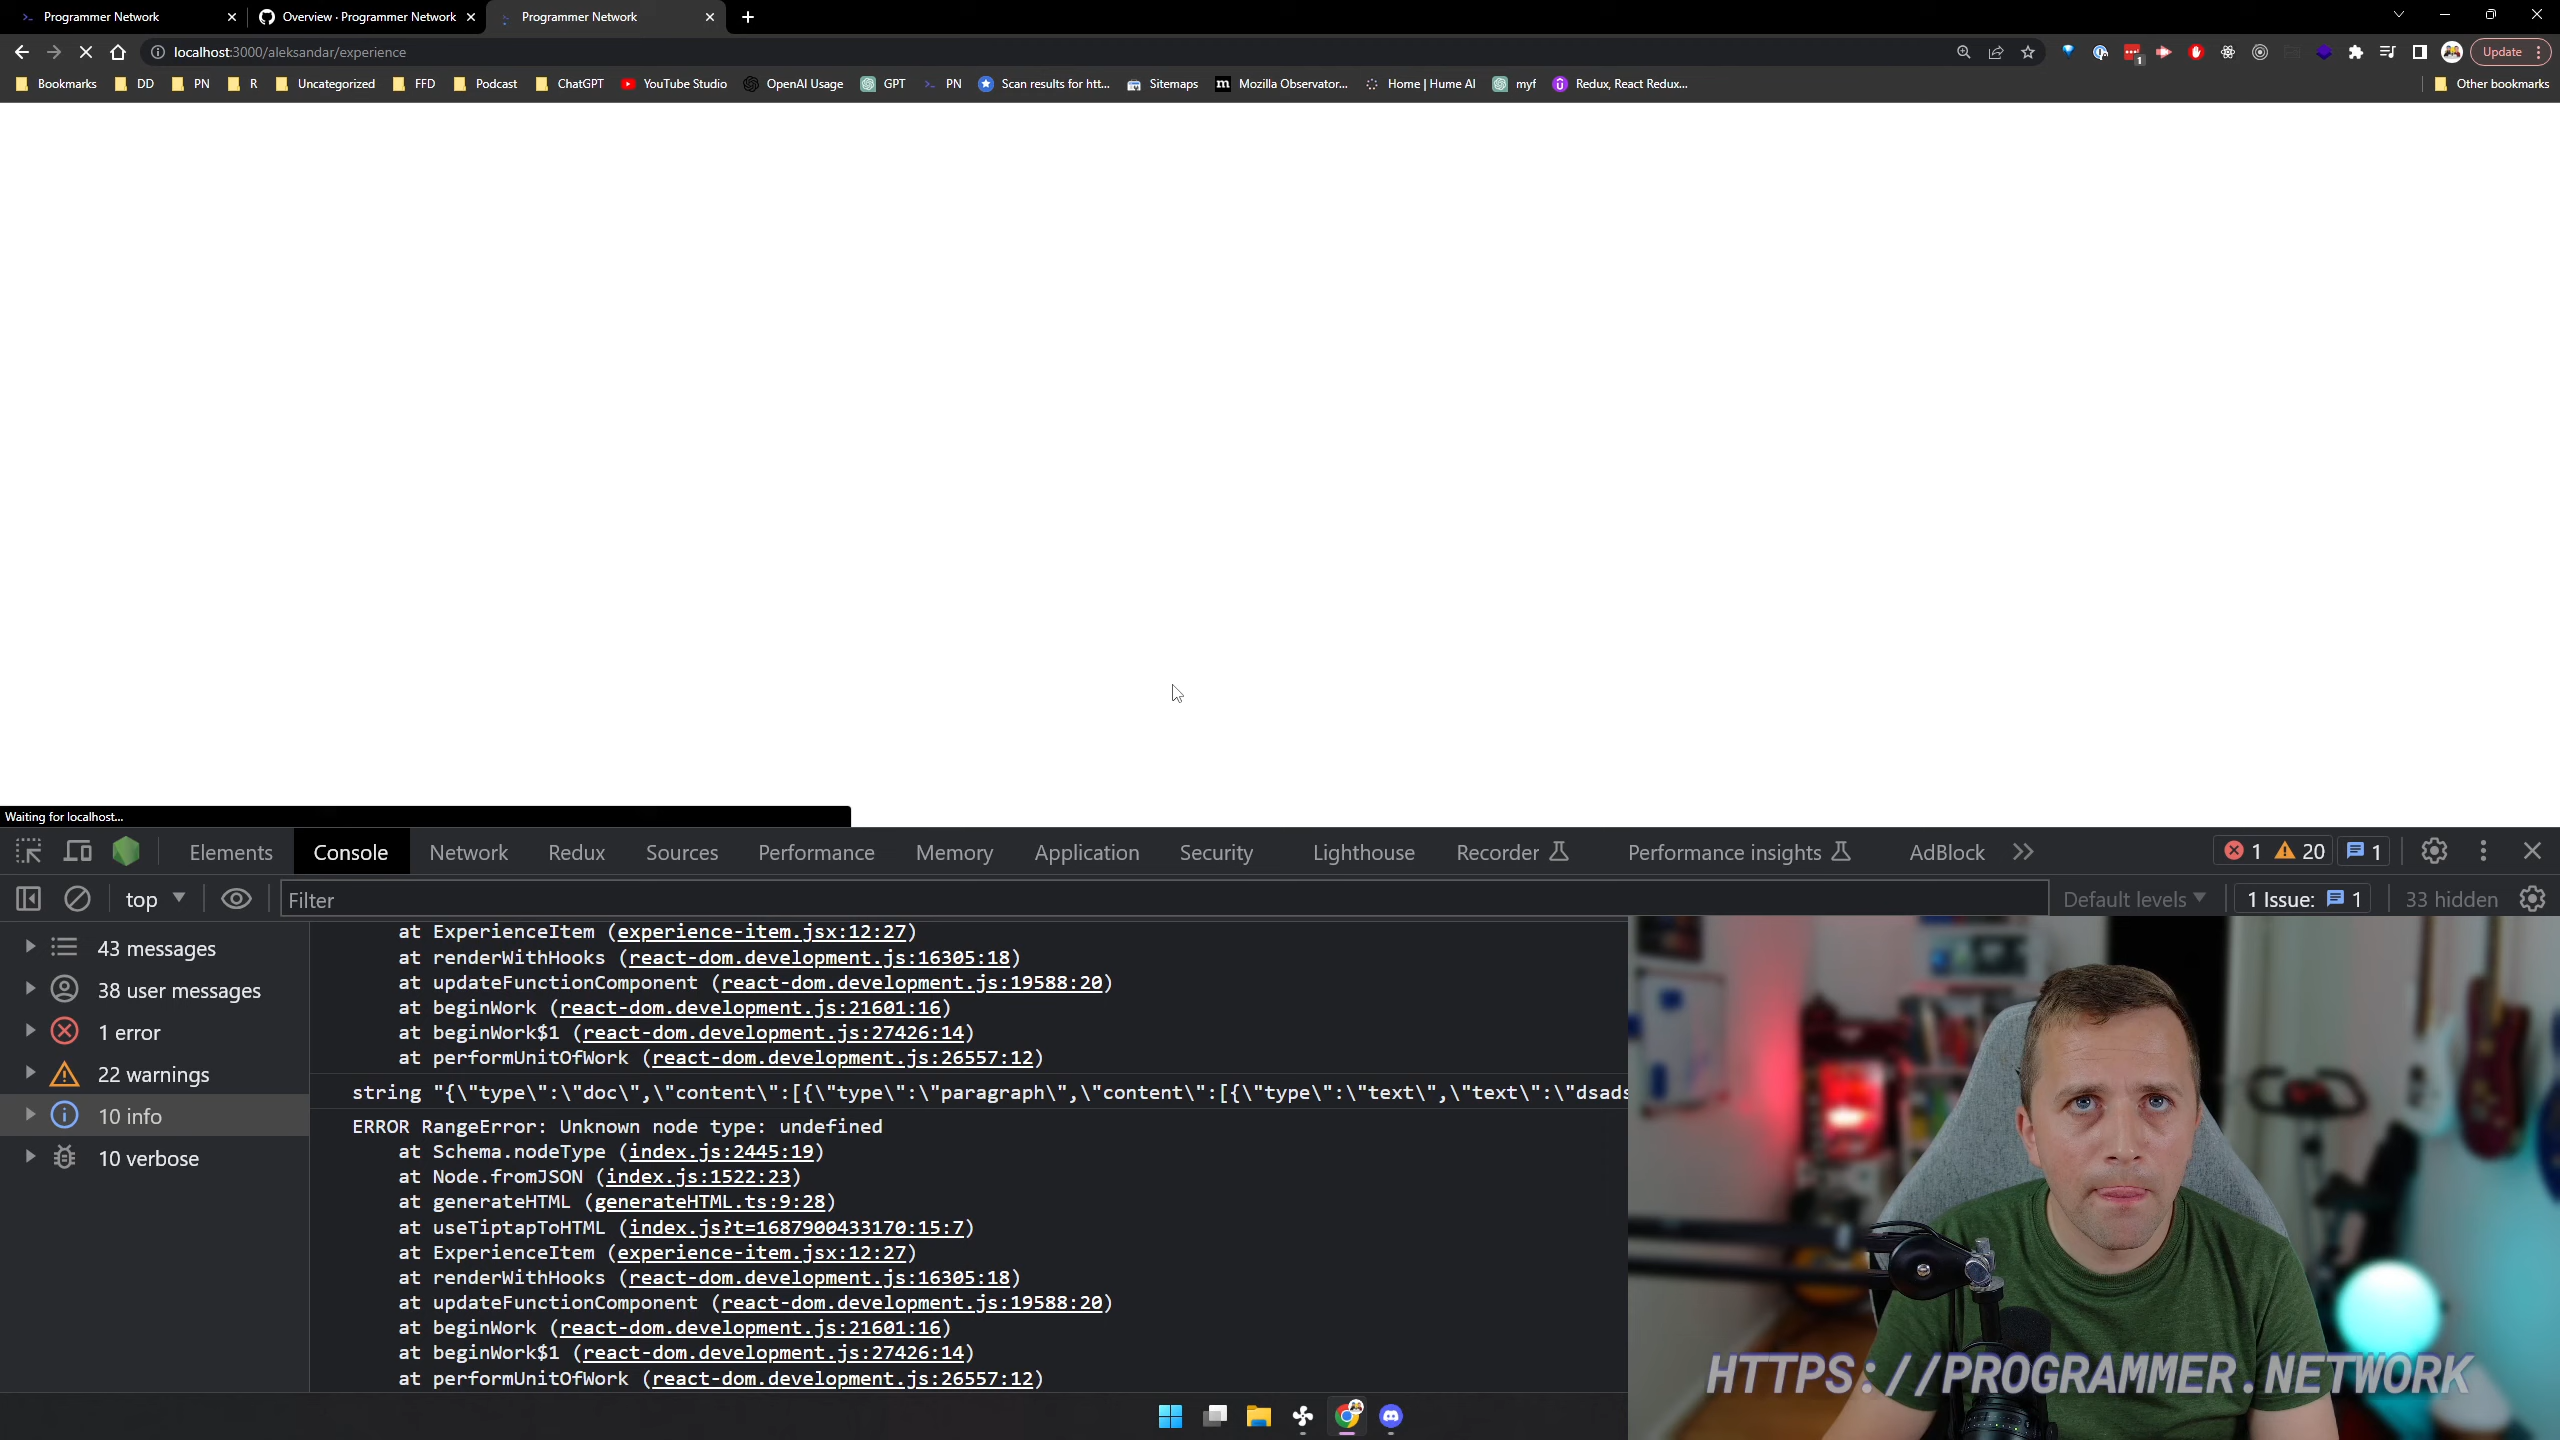 Programmer Network
Overview · Programmer Network
Programmer Network
localhost:3000/aleksandar/experience
Update
Bookmarks
DD
PN
R
Uncategorized
FFD
Podcast
ChatGPT
YouTube Studio
OpenAI Usage
GPT
PN
Scan results for htt...
Sitemaps
Mozilla Observator...
Home | Hume AI
myf
Redux, React Redux...
Other bookmarks
Waiting for localhost...
Elements
Console
Network
Redux
Sources
Performance
Memory
Application
Security
Lighthouse
Recorder
Performance insights
AdBlock
1
20
1
top
Filter
Default levels
1 Issue:
1
33 hidden
43 messages
38 user messages
1 error
22 warnings
10 info
10 verbose
at ExperienceItem (experience-item.jsx:12:27)
at renderWithHooks (react-dom.development.js:16305:18)
at updateFunctionComponent (react-dom.development.js:19588:20)
at beginWork (react-dom.development.js:21601:16)
at beginWork$1 (react-dom.development.js:27426:14)
at performUnitOfWork (react-dom.development.js:26557:12)
string "{\"type\":\"doc\",\"content\":[{\"type\":\"paragraph\",\"content\":[{\"type\":\"text\",\"text\":\"dsads
ERROR RangeError: Unknown node type: undefined
at Schema.nodeType (index.js:2445:19)
at Node.fromJSON (index.js:1522:23)
at generateHTML (generateHTML.ts:9:28)
at useTiptapToHTML (index.js?t=1687900433170:15:7)
at ExperienceItem (experience-item.jsx:12:27)
at renderWithHooks (react-dom.development.js:16305:18)
at updateFunctionComponent (react-dom.development.js:19588:20)
at beginWork (react-dom.development.js:21601:16)
at beginWork$1 (react-dom.development.js:27426:14)
at performUnitOfWork (react-dom.development.js:26557:12)
HTTPS://PROGRAMMER.NETWORK